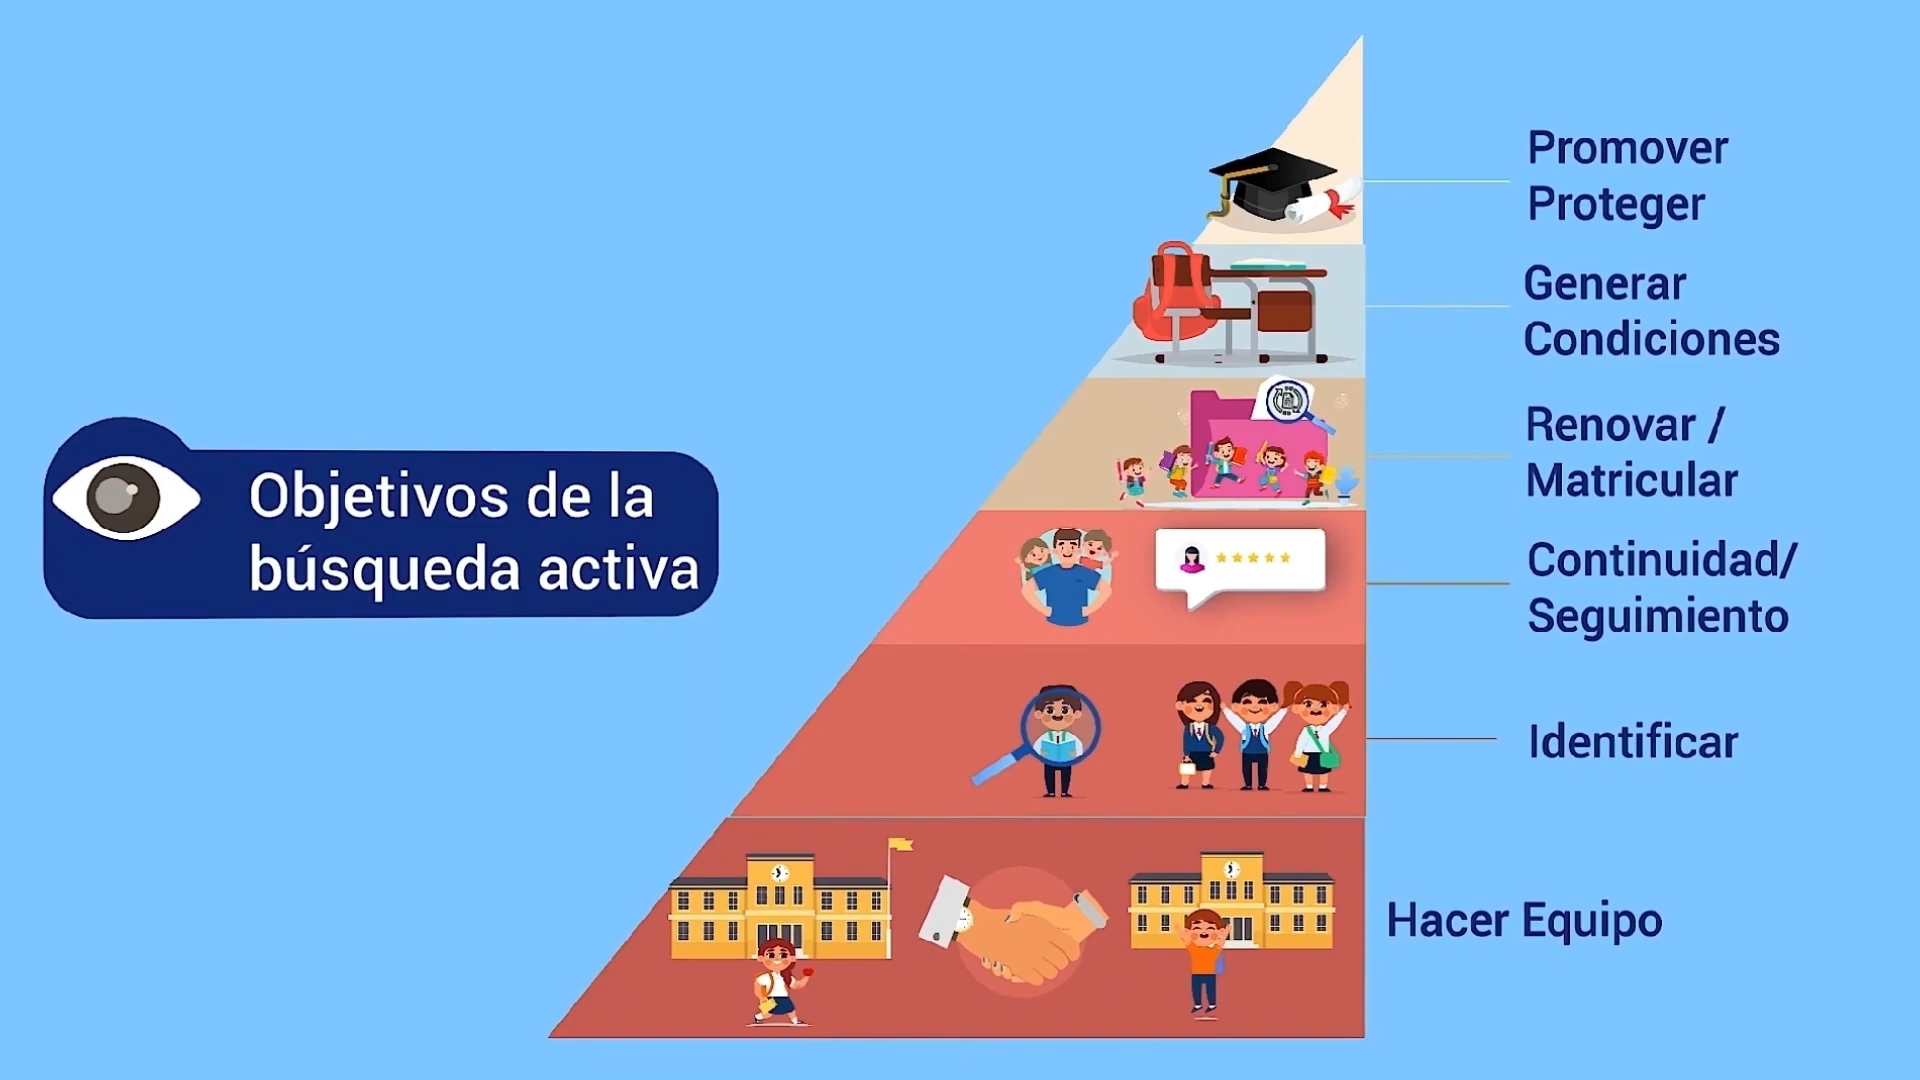 Objetivos de la
búsqueda activa
Promover
Proteger
Generar
Condiciones
Renovar /
Matricular
Continuidad/
Seguimiento
Identificar
Hacer Equipo